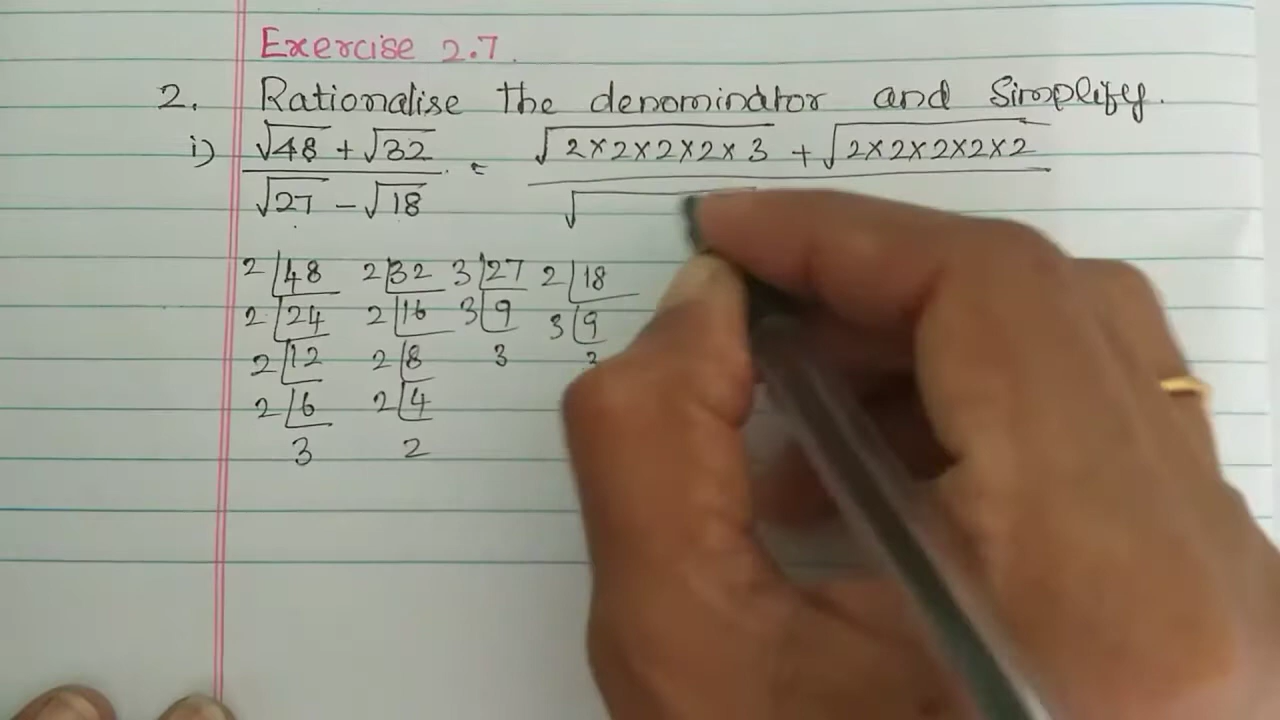 Exercise 2.7.
2. Rationalise the denominator and Simplify.
i) √48 + √32 / √27 - √18 = √2×2×2×2×3 + √2×2×2×2×2 / √
2 48 2 32 3 27 2 18
2 24 2 16 3 9 3 9
2 12 2 8 3 3
2 6 2 4
3 2